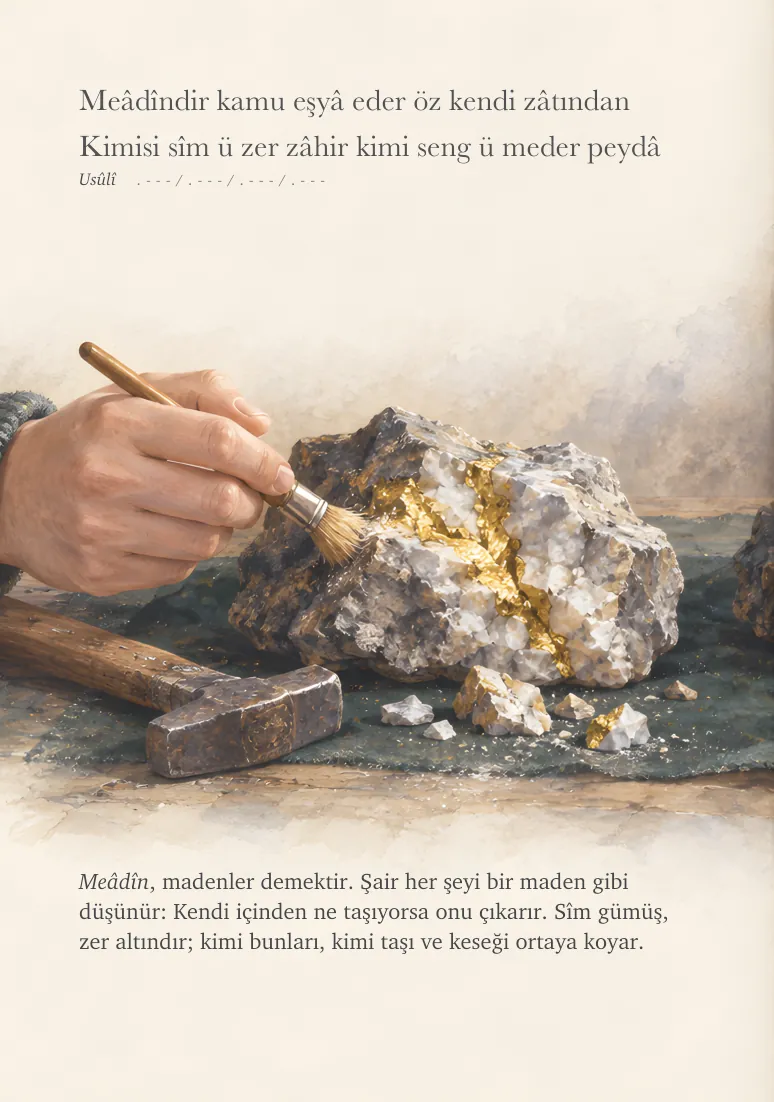 Meâdîndir kamu eşyâ eder öz kendi zâtından
Kimisi sîm ü zer zâhir kimi seng ü meder peydâ
Usûlî . - - - / . - - - / . - - - / . - - -
Meâdîn, madenler demektir. Şair her şeyi bir maden gibi
düşünür: Kendi içinden ne taşıyorsa onu çıkarır. Sîm gümüş,
zer altındır; kimi bunları, kimi taşı ve keseği ortaya koyar.